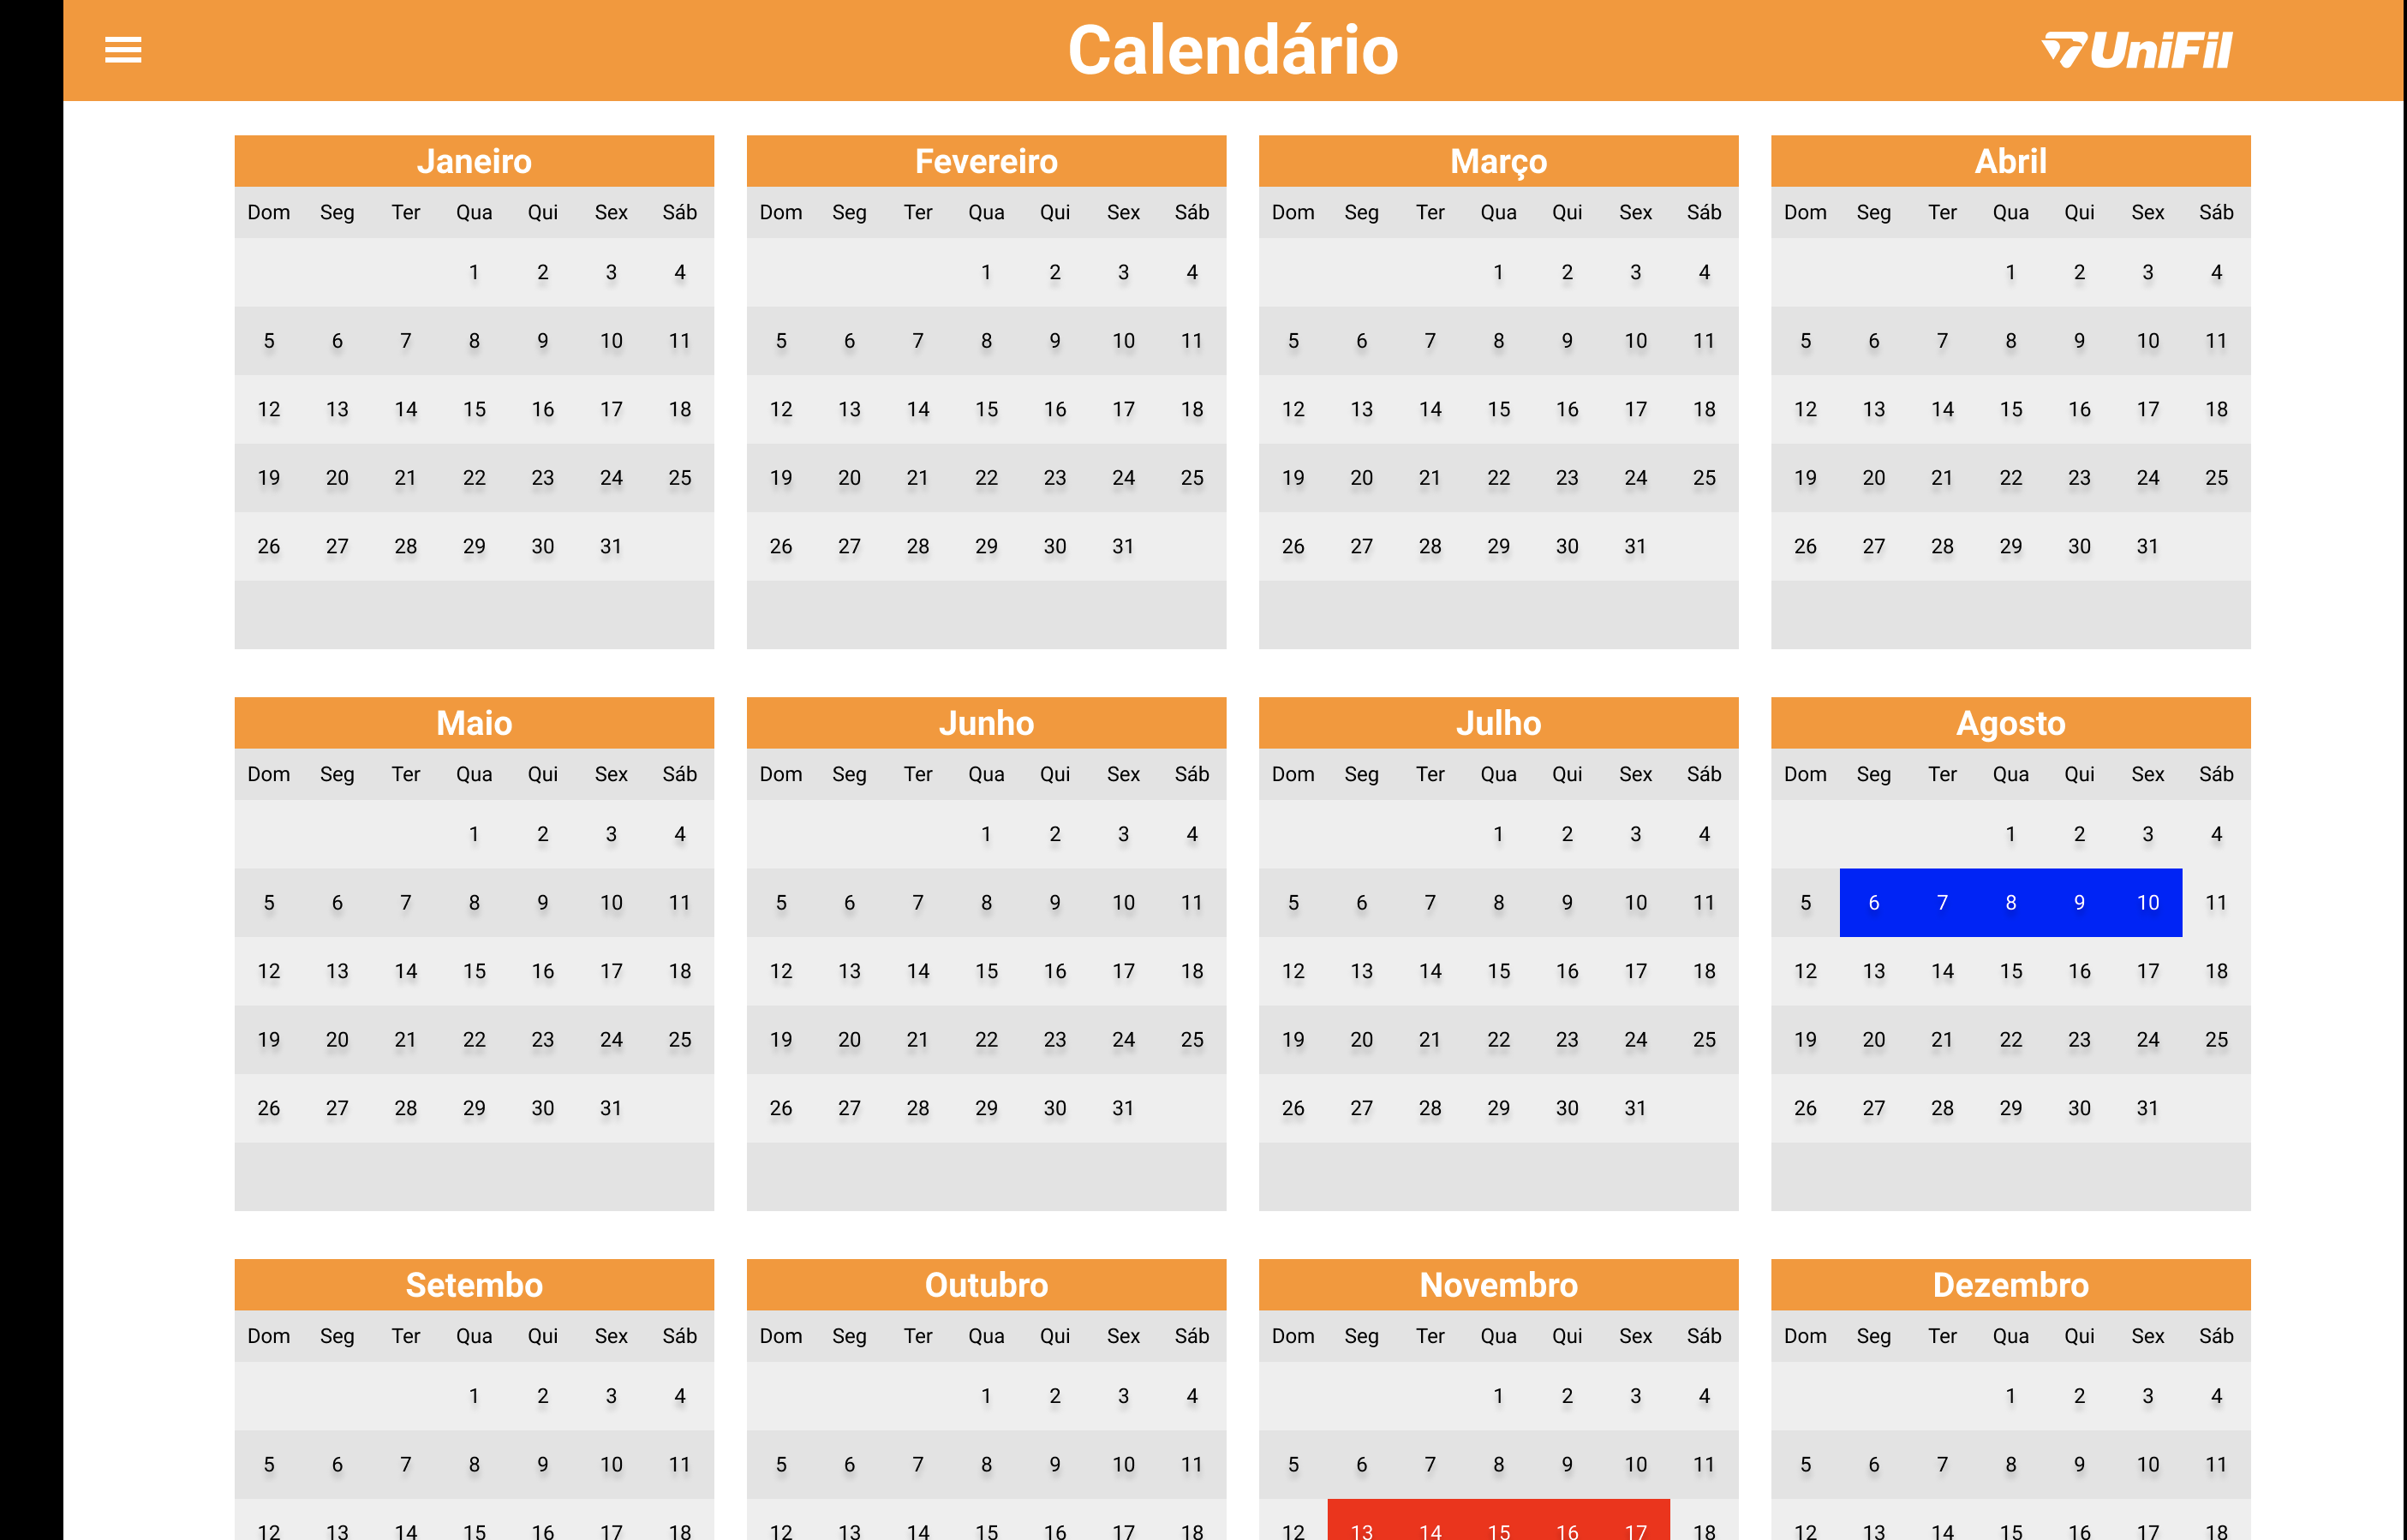 Calendário UniFil
Janeiro Fevereiro Março Abril
Dom Seg Ter Qua Qui Sex Sáb Dom Seg Ter Qua Qui Sex Sáb Dom Seg Ter Qua Qui Sex Sáb Dom Seg Ter Qua Qui Sex Sáb
1 2 3 4 1 2 3 4 1 2 3 4 1 2 3 4
5 6 7 8 9 10 11 5 6 7 8 9 10 11 5 6 7 8 9 10 11 5 6 7 8 9 10 11
12 13 14 15 16 17 18 12 13 14 15 16 17 18 12 13 14 15 16 17 18 12 13 14 15 16 17 18
19 20 21 22 23 24 25 19 20 21 22 23 24 25 19 20 21 22 23 24 25 19 20 21 22 23 24 25
26 27 28 29 30 31 26 27 28 29 30 31 26 27 28 29 30 31 26 27 28 29 30 31
Maio Junho Julho Agosto
Dom Seg Ter Qua Qui Sex Sáb Dom Seg Ter Qua Qui Sex Sáb Dom Seg Ter Qua Qui Sex Sáb Dom Seg Ter Qua Qui Sex Sáb
1 2 3 4 1 2 3 4 1 2 3 4 1 2 3 4
5 6 7 8 9 10 11 5 6 7 8 9 10 11 5 6 7 8 9 10 11 5 6 7 8 9 10 11
12 13 14 15 16 17 18 12 13 14 15 16 17 18 12 13 14 15 16 17 18 12 13 14 15 16 17 18
19 20 21 22 23 24 25 19 20 21 22 23 24 25 19 20 21 22 23 24 25 19 20 21 22 23 24 25
26 27 28 29 30 31 26 27 28 29 30 31 26 27 28 29 30 31 26 27 28 29 30 31
Setembo Outubro Novembro Dezembro
Dom Seg Ter Qua Qui Sex Sáb Dom Seg Ter Qua Qui Sex Sáb Dom Seg Ter Qua Qui Sex Sáb Dom Seg Ter Qua Qui Sex Sáb
1 2 3 4 1 2 3 4 1 2 3 4 1 2 3 4
5 6 7 8 9 10 11 5 6 7 8 9 10 11 5 6 7 8 9 10 11 5 6 7 8 9 10 11
12 13 14 15 16 17 18 12 13 14 15 16 17 18 12 13 14 15 16 17 18 12 13 14 15 16 17 18